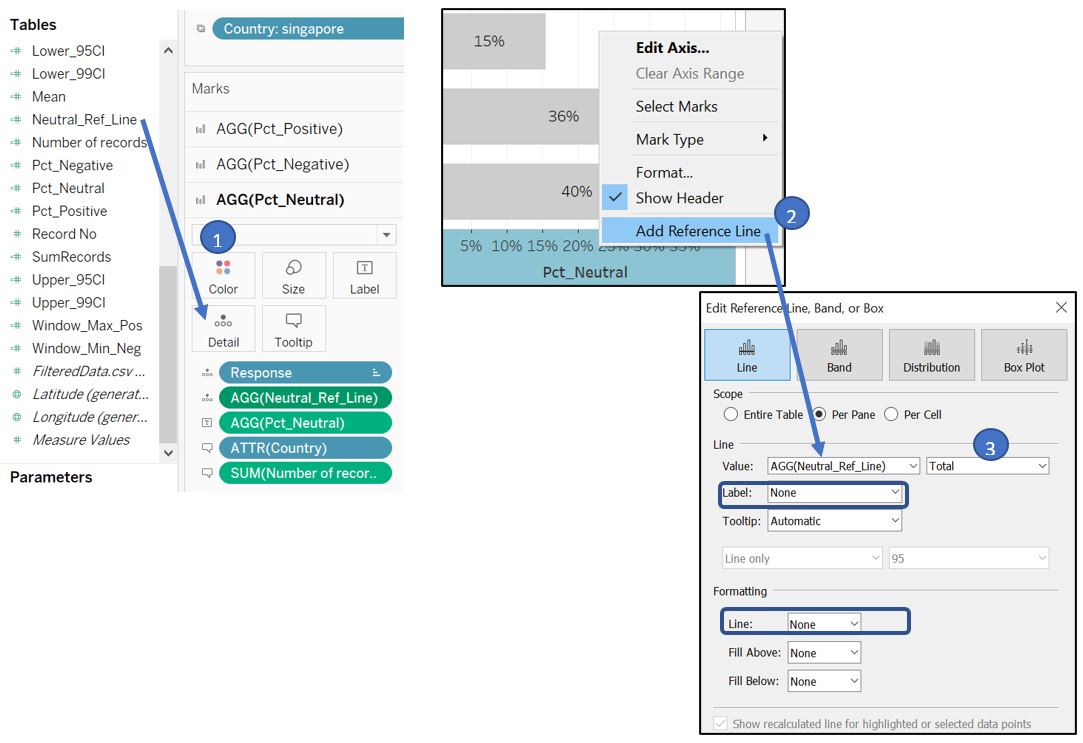 Tables
Lower_95CI
Lower_99CI
Mean
Neutral_Ref_Line
Number of records
Pct_Negative
Pct_Neutral
Pct_Positive
Record No
SumRecords
Upper_95CI
Upper_99CI
Window_Max_Pos
Window_Min_Neg
FilteredData.csv ...
Latitude (generat...
Longitude (gener...
Measure Values
Parameters
Country: singapore
Marks
AGG(Pct_Positive)
AGG(Pct_Negative)
AGG(Pct_Neutral)
1
Color Size Label
Detail Tooltip
Response
AGG(Neutral_Ref_Line)
AGG(Pct_Neutral)
ATTR(Country)
SUM(Number of recor..
15%
36%
40%
5% 10% 15% 20% 25% 30% 35%
Pct_Neutral
Edit Axis...
Clear Axis Range
Select Marks
Mark Type
Format...
Show Header
Add Reference Line
2
Edit Reference Line, Band, or Box
Line Band Distribution Box Plot
Scope
Entire Table Per Pane Per Cell
Line
3
Value: AGG(Neutral_Ref_Line) Total
Label: None
Tooltip: Automatic
Line only 95
Formatting
Line: None
Fill Above: None
Fill Below: None
Show recalculated line for highlighted or selected data points